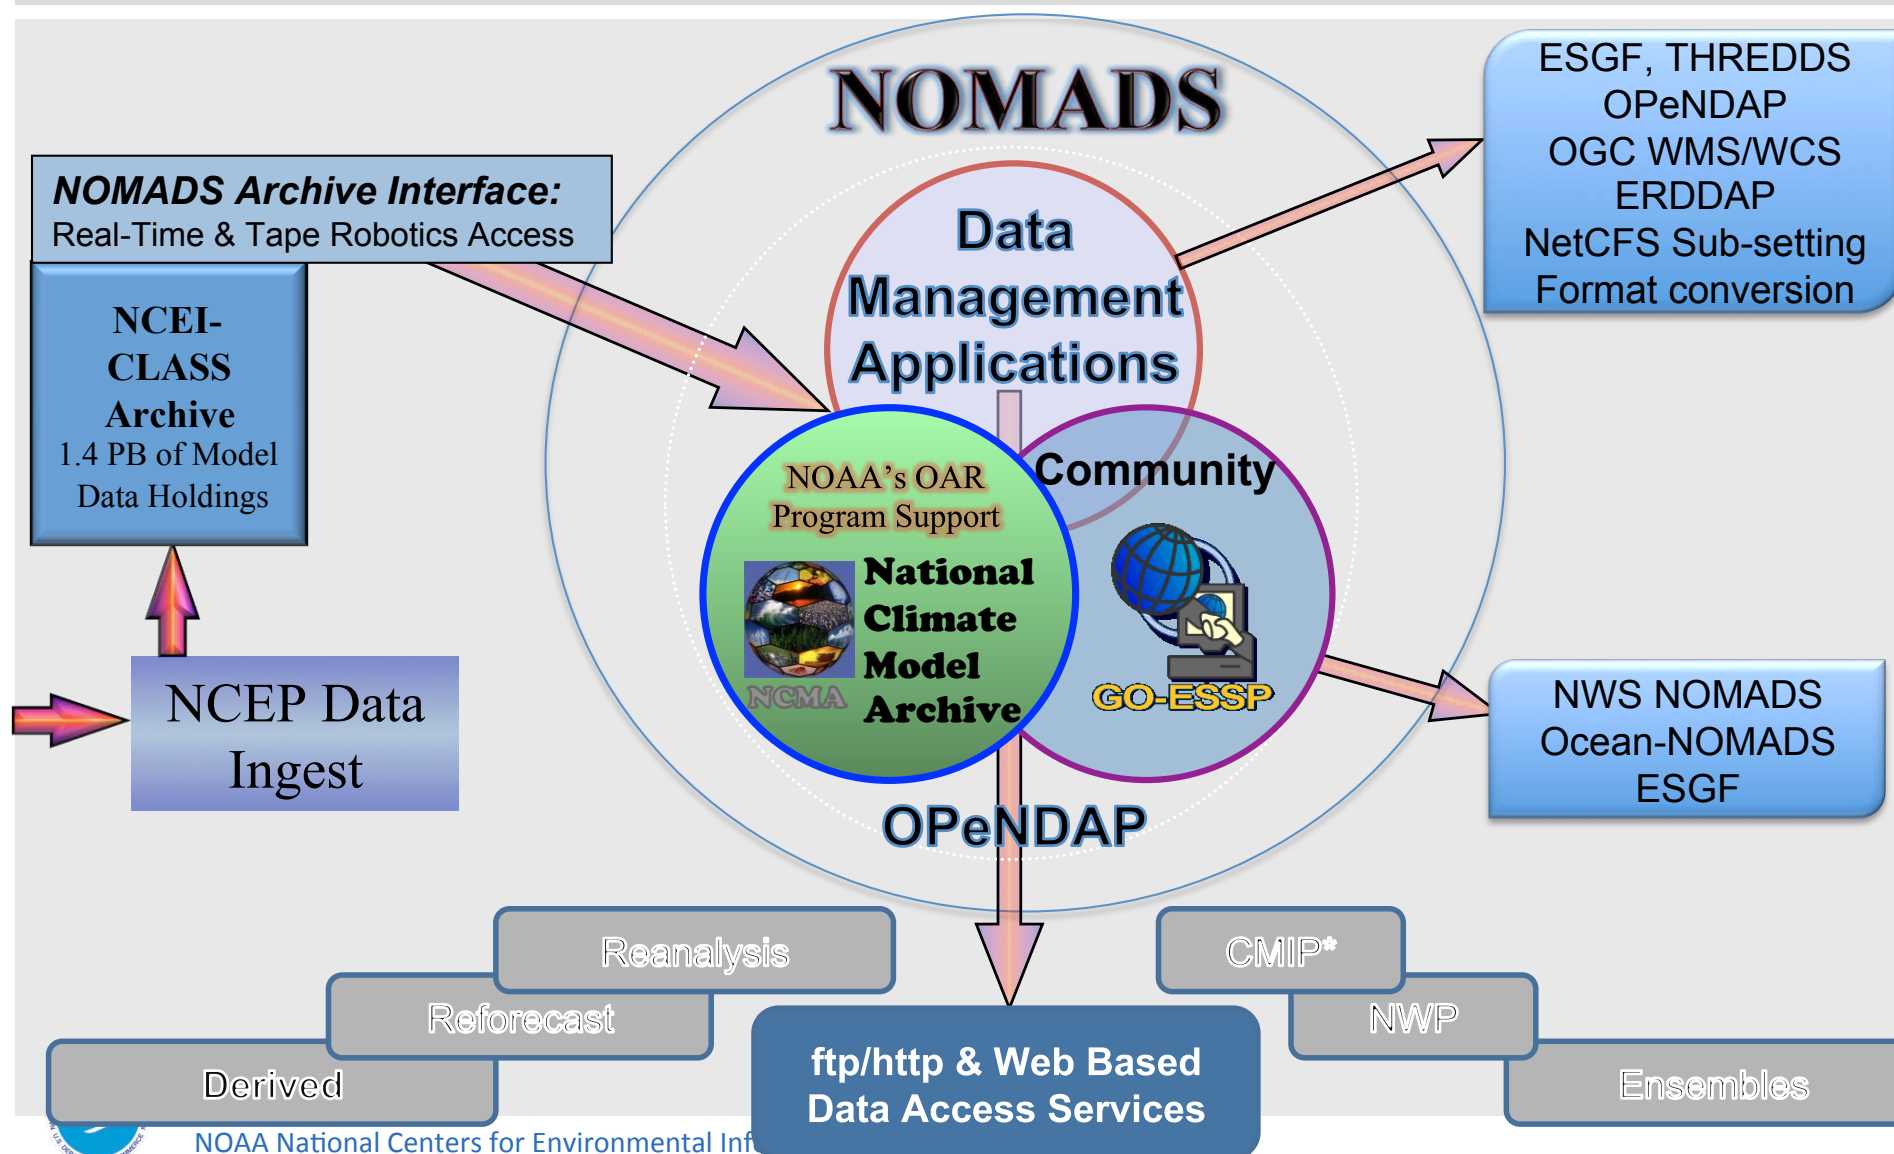 NOMADS
NOMADS Archive Interface:
Real-Time & Tape Robotics Access
NCEI-
CLASS
Archive
1.4 PB of Model
Data Holdings
NCEP Data
Ingest
Data
Management
Applications
NOAA's OAR
Program Support
National
Climate
Model
Archive
NCMA
Community
GO-ESSP
OPeNDAP
ESGF, THREDDS
OPeNDAP
OGC WMS/WCS
ERDDAP
NetCFS Sub-setting
Format conversion
NWS NOMADS
Ocean-NOMADS
ESGF
Reanalysis
Reforecast
Derived
CMIP*
NWP
Ensembles
ftp/http & Web Based
Data Access Services
NOAA National Centers for Environmental Inf